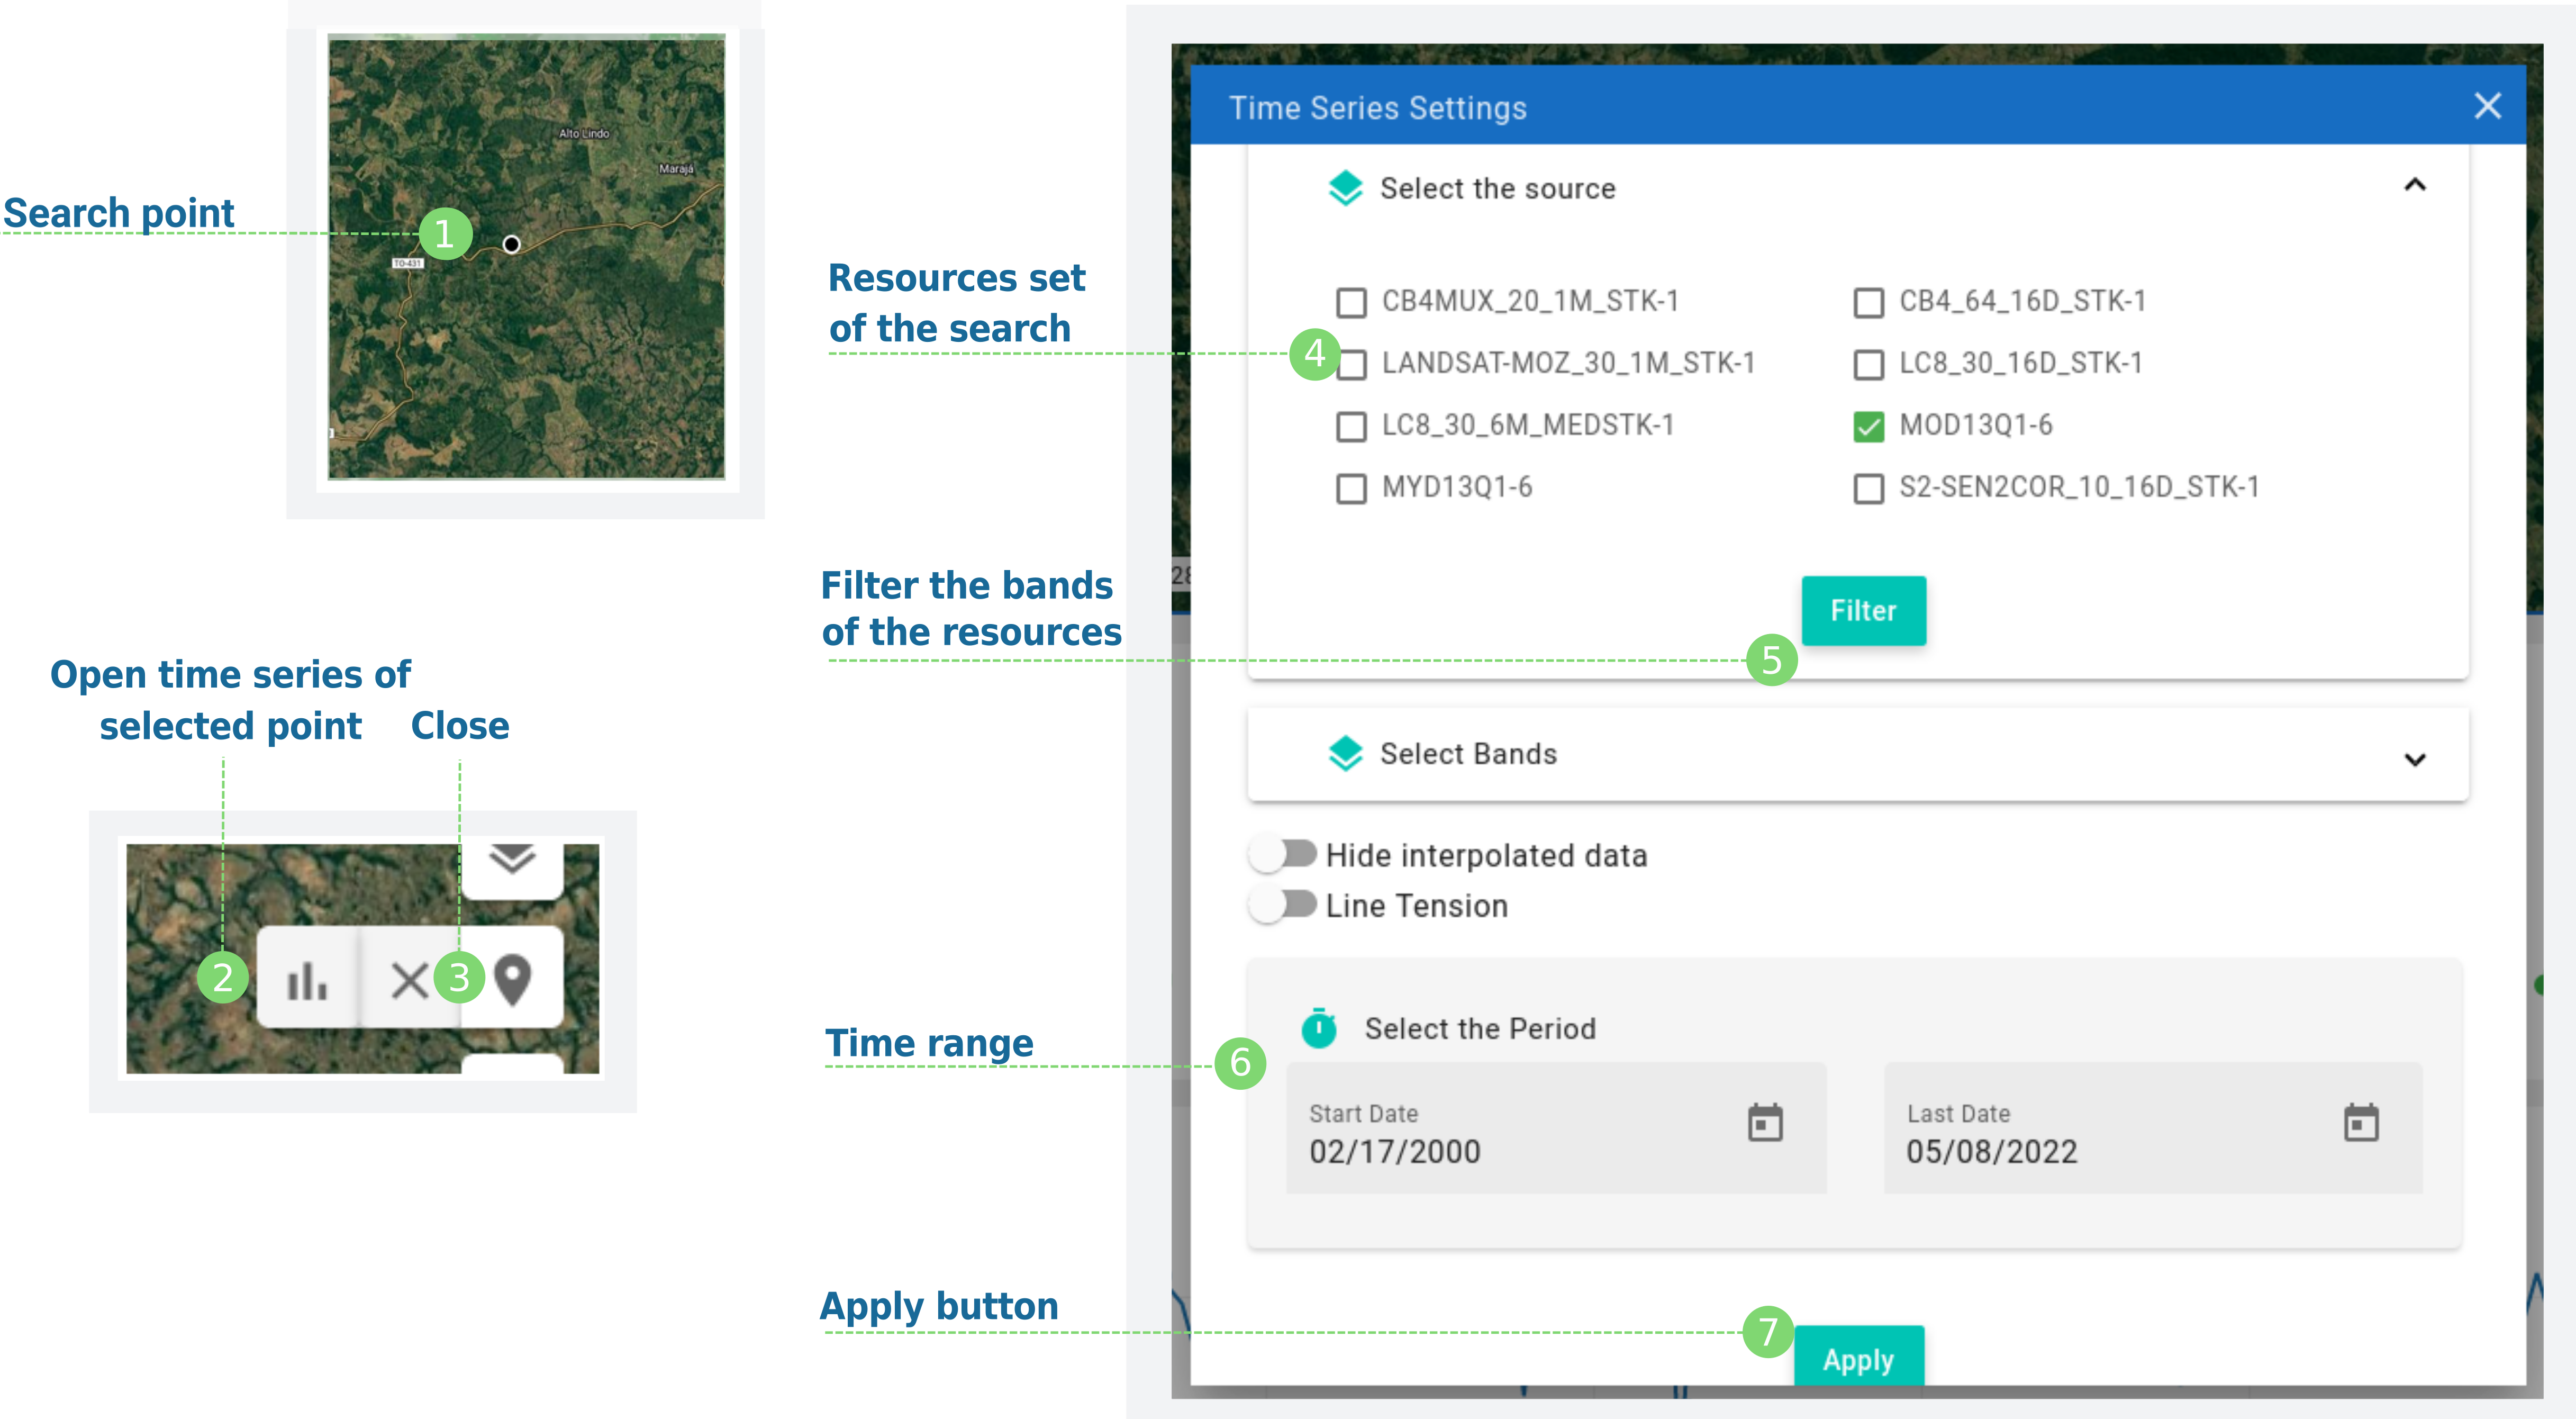 Alto Lindo
Marajá
Search point
1
TO-431
Open time series of
selected point
Close
2
3
Resources set
of the search
4
Filter the bands
of the resources
5
Time range
6
Apply button
7
28
Time Series Settings
Select the source
CB4MUX_20_1M_STK-1
CB4_64_16D_STK-1
LANDSAT-MOZ_30_1M_STK-1
LC8_30_16D_STK-1
LC8_30_6M_MEDSTK-1
MOD13Q1-6
MYD13Q1-6
S2-SEN2COR_10_16D_STK-1
Filter
Select Bands
Hide interpolated data
Line Tension
Select the Period
Start Date
02/17/2000
Last Date
05/08/2022
Apply